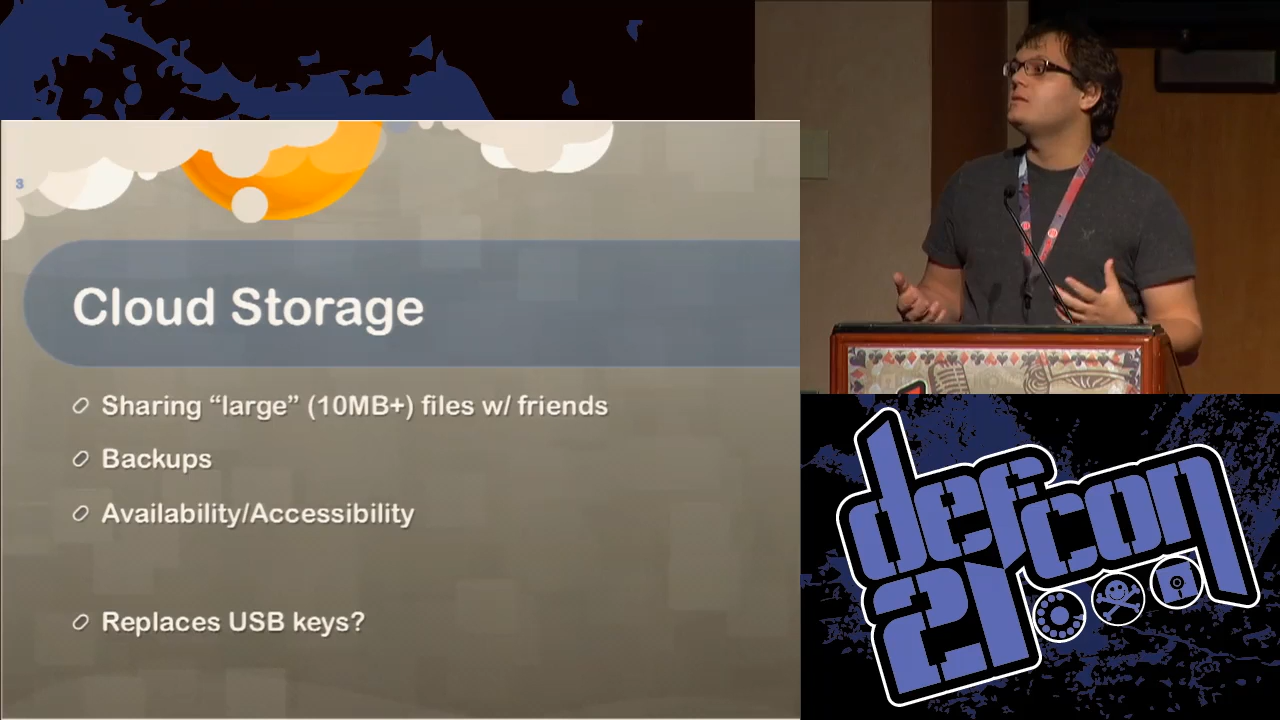 3
Cloud Storage
Sharing “large” (10MB+) files w/ friends
Backups
Availability/Accessibility
Replaces USB keys?
defcon
21